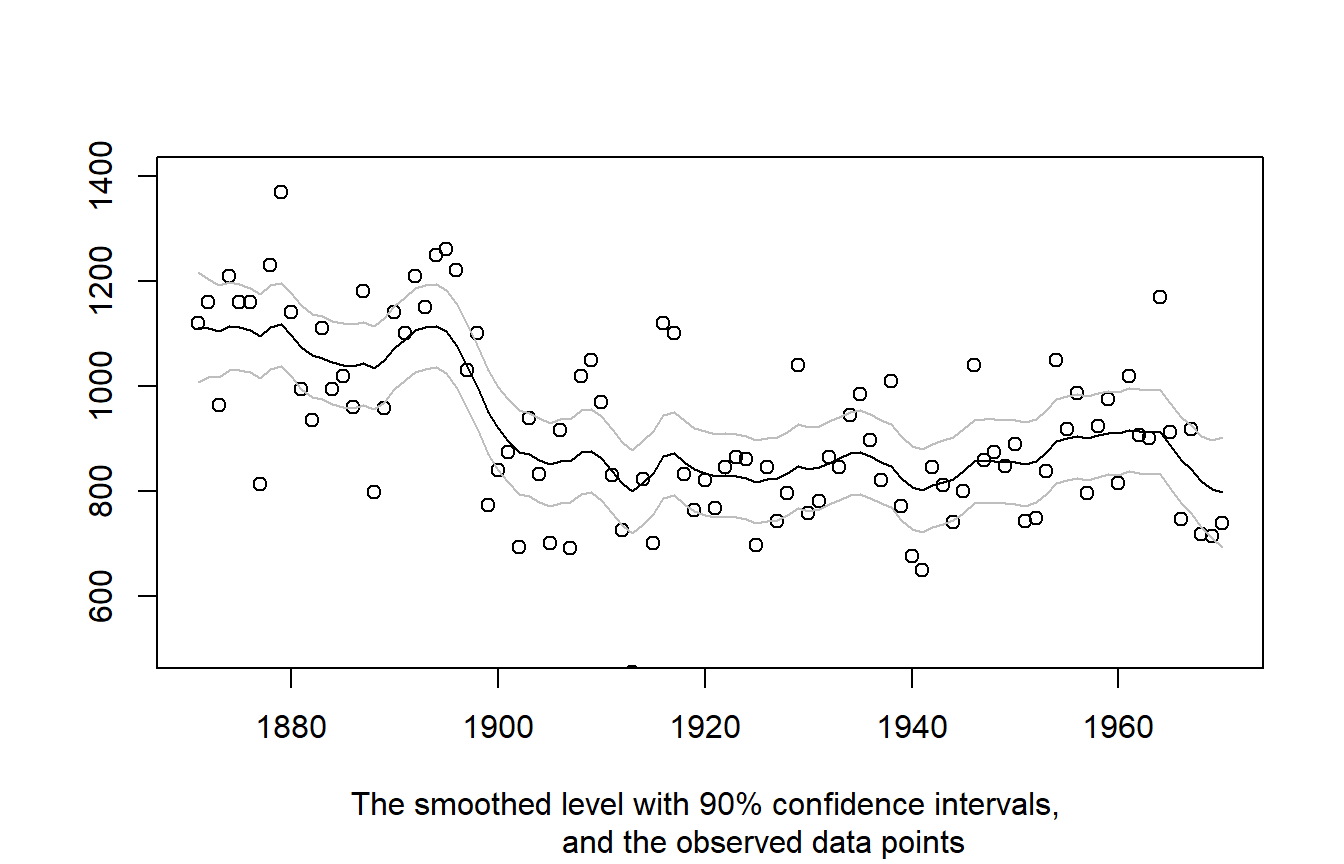 1400
1200
1000
800
600
1880 1900 1920 1940 1960
The smoothed level with 90% confidence intervals,
and the observed data points